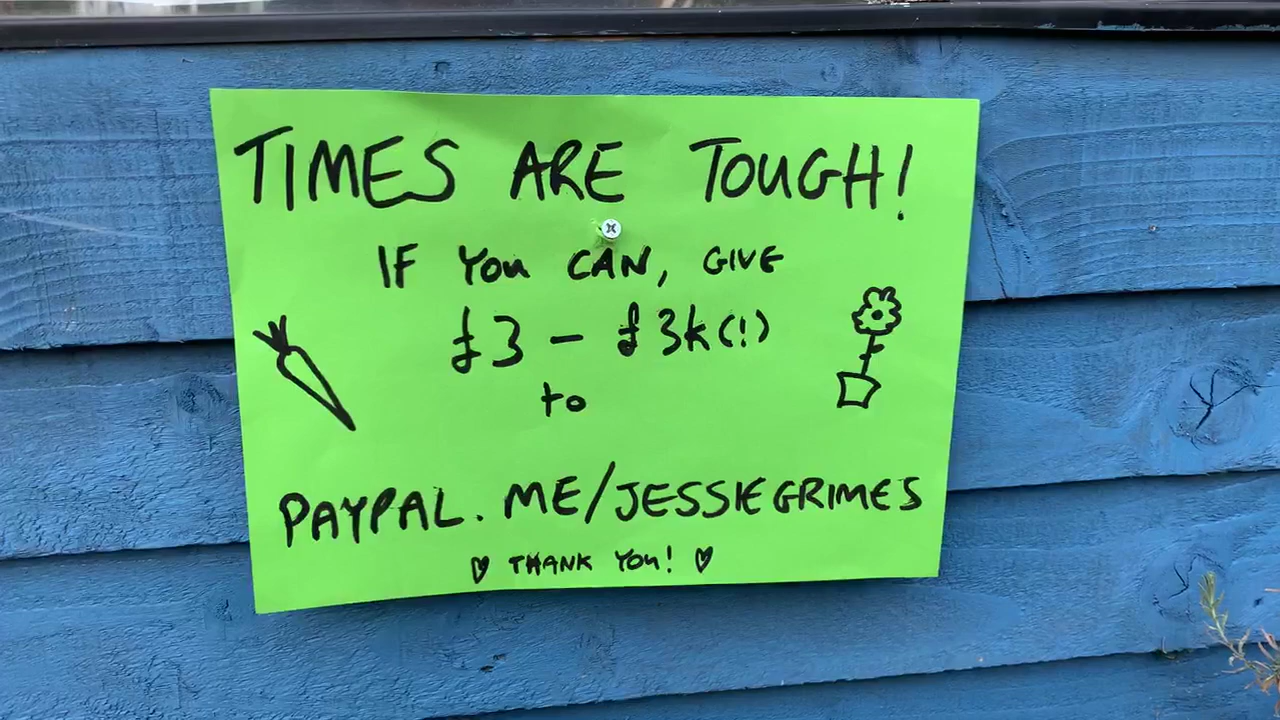 TIMES ARE TOUGH!
IF YOU CAN, GIVE
£3 - £3k(!)
to
PAYPAL.ME/JESSIEGRIMES
♡ THANK YOU! ♡